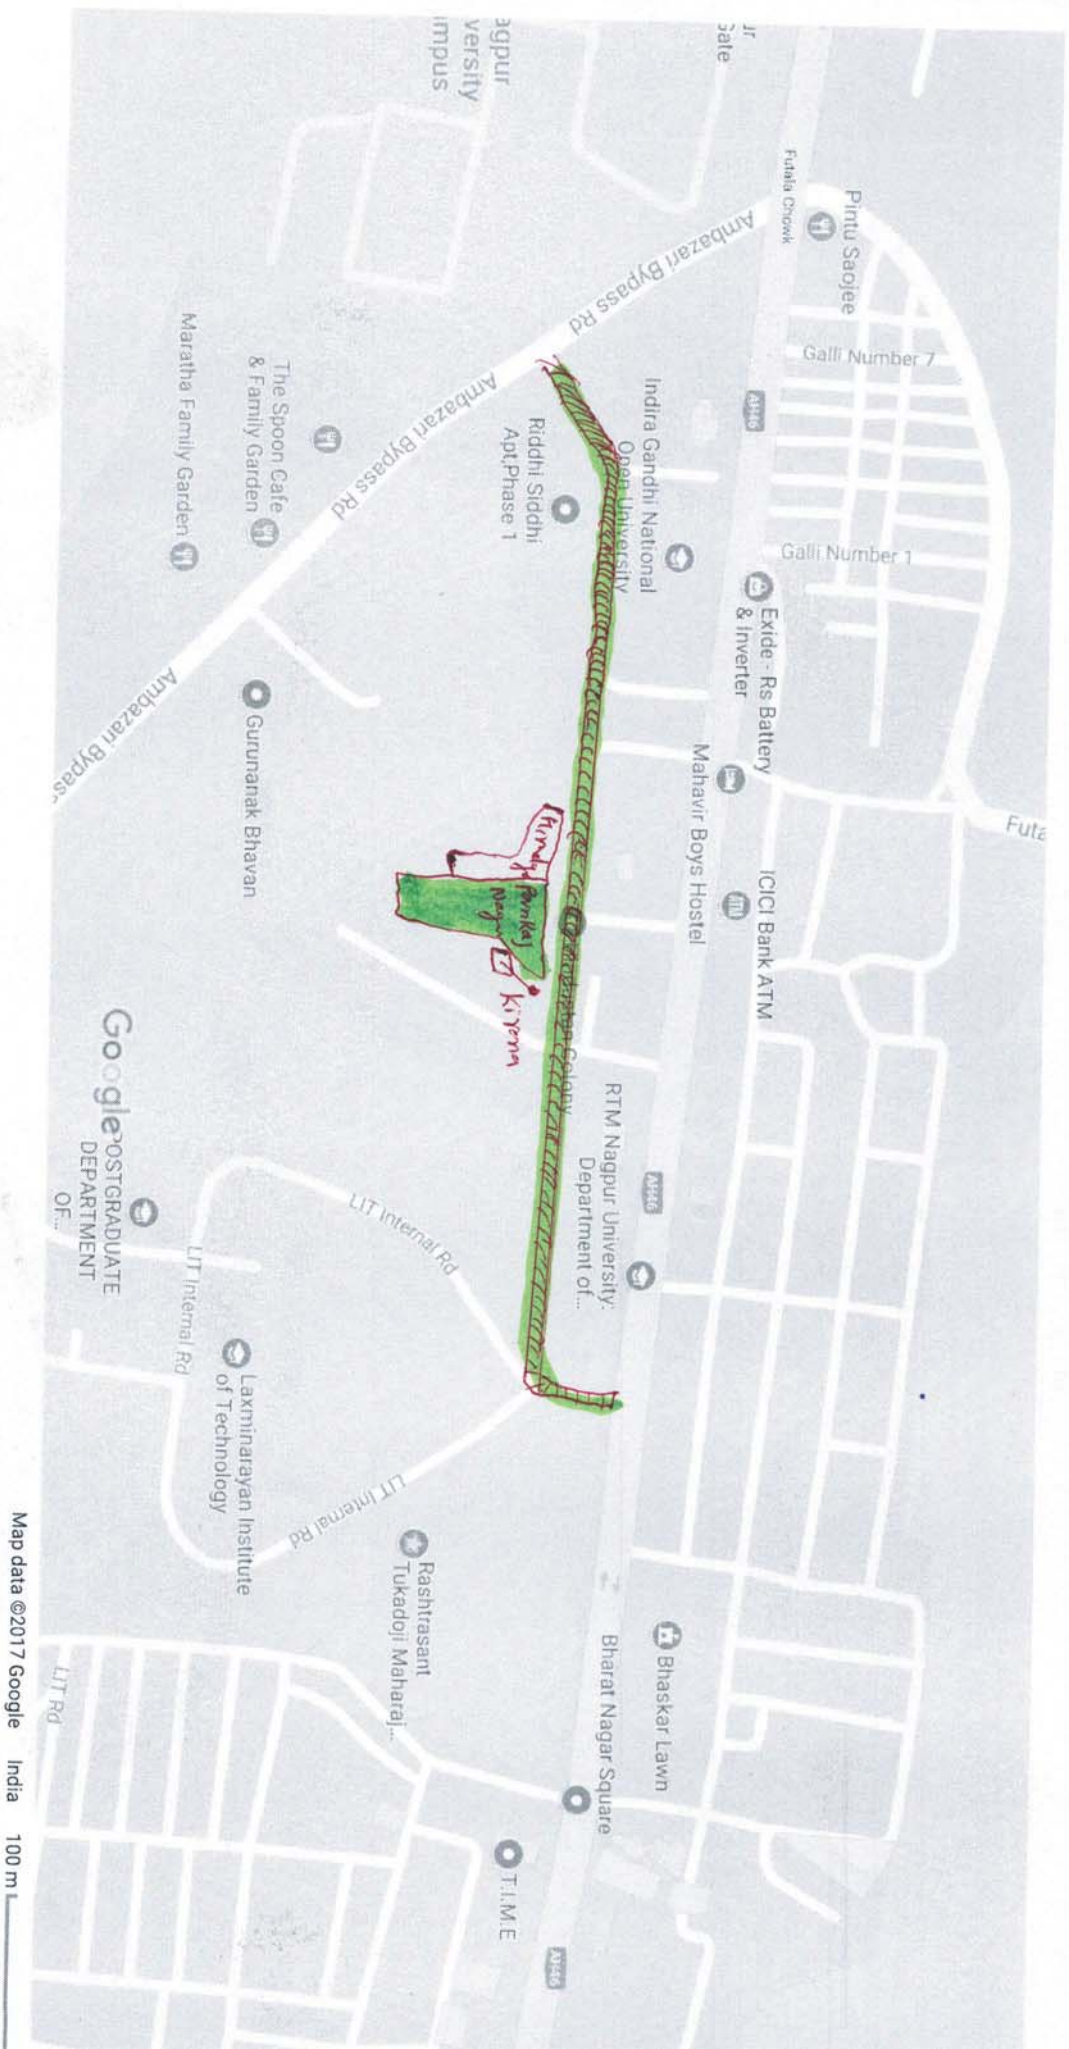 Pintu Saojee
Futala Chowk
Galli Number 7
Galli Number 1
AH46
Ambazari Bypass Rd
Indira Gandhi National
Open University
Riddhi Siddhi
Apt,Phase 1
Exide - Rs Battery
& Inverter
Mahavir Boys Hostel
ICICI Bank ATM
ATM
Ambazari Bypass Rd
The Spoon Cafe
& Family Garden
Maratha Family Garden
Ambazari Bypass
Gurunanak Bhavan
Pankaj
Nagar
Kirana
Colony
RTM Nagpur University:
Department of...
AH46
LIT Internal Rd
LIT Internal Rd
LIT Internal Rd
Google
POSTGRADUATE
DEPARTMENT
OF...
Laxminarayan Institute
of Technology
Rashtrasant
Tukadoji Maharaj...
Bhaskar Lawn
Bharat Nagar Square
T.I.M.E
AH46
LIT Rd
Map data ©2017 Google India 100 m